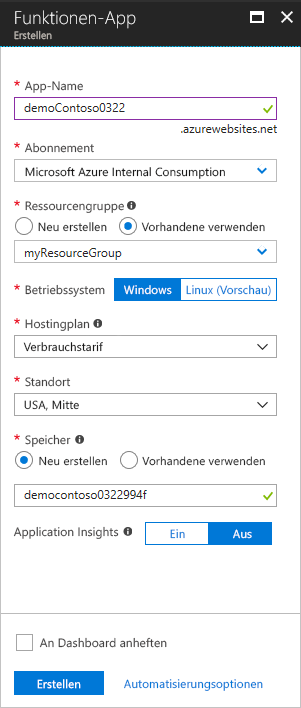 Funktionen-App
Erstellen
* App-Name
demoContoso0322
.azurewebsites.net
* Abonnement
Microsoft Azure Internal Consumption
* Ressourcengruppe
Neu erstellen Vorhandene verwenden
myResourceGroup
* Betriebssystem Windows Linux (Vorschau)
* Hostingplan
Verbrauchstarif
* Standort
USA, Mitte
* Speicher
Neu erstellen Vorhandene verwenden
democontoso0322994f
Application Insights Ein Aus
An Dashboard anheften
Erstellen Automatisierungsoptionen